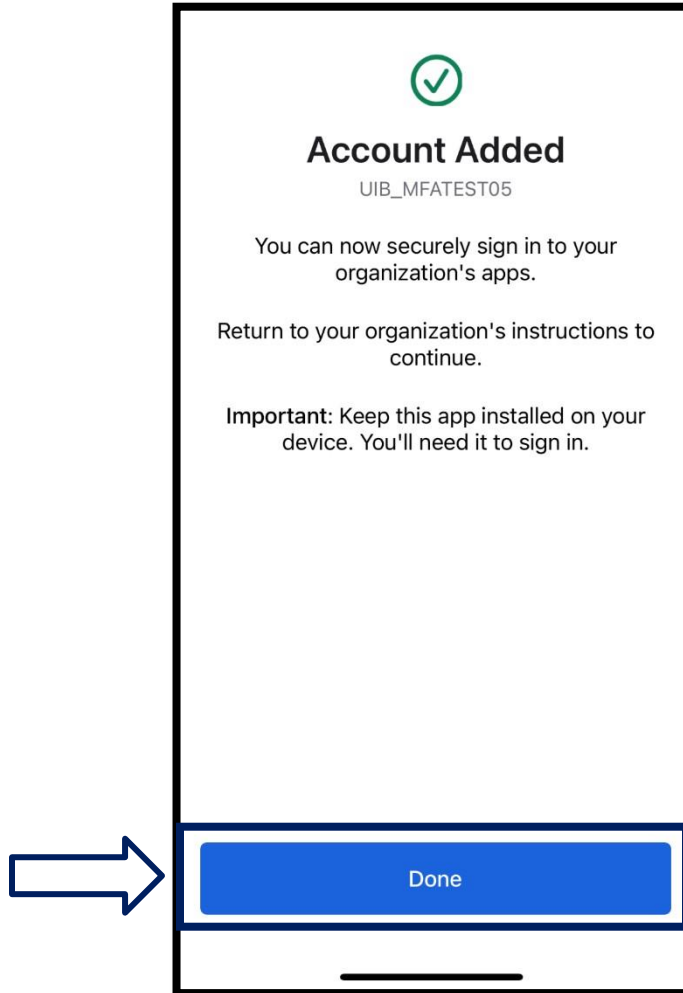 Account Added
UIB_MFATEST05
You can now securely sign in to your
organization's apps.
Return to your organization's instructions to
continue.
Important: Keep this app installed on your
device. You'll need it to sign in.
Done